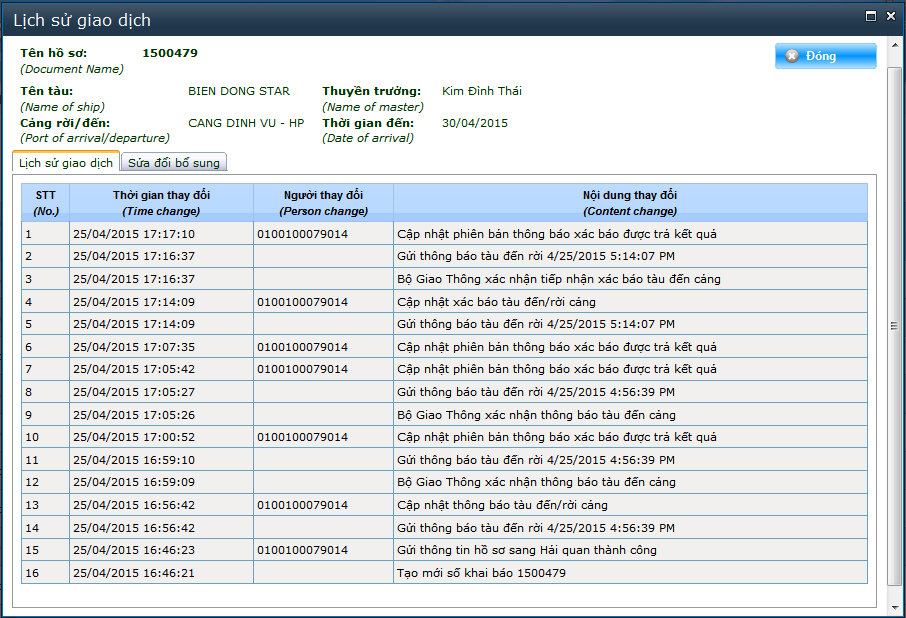 Lịch sử giao dịch
Tên hồ sơ: 1500479
(Document Name)
Đóng
Tên tàu: BIEN DONG STAR Thuyền trưởng: Kim Đình Thái
(Name of ship) (Name of master)
Cảng rời/đến: CANG DINH VU - HP Thời gian đến: 30/04/2015
(Port of arrival/departure) (Date of arrival)
Lịch sử giao dịch Sửa đổi bổ sung
STT Thời gian thay đổi Người thay đổi Nội dung thay đổi
(No.) (Time change) (Person change) (Content change)
1 25/04/2015 17:17:10 0100100079014 Cập nhật phiên bản thông báo xác báo được trả kết quả
2 25/04/2015 17:16:37 Gửi thông báo tàu đến rời 4/25/2015 5:14:07 PM
3 25/04/2015 17:16:37 Bộ Giao Thông xác nhận tiếp nhận xác báo tàu đến cảng
4 25/04/2015 17:14:09 0100100079014 Cập nhật xác báo tàu đến/rời cảng
5 25/04/2015 17:14:09 Gửi thông báo tàu đến rời 4/25/2015 5:14:07 PM
6 25/04/2015 17:07:35 0100100079014 Cập nhật phiên bản thông báo xác báo được trả kết quả
7 25/04/2015 17:05:42 0100100079014 Cập nhật phiên bản thông báo xác báo được trả kết quả
8 25/04/2015 17:05:27 Gửi thông báo tàu đến rời 4/25/2015 4:56:39 PM
9 25/04/2015 17:05:26 Bộ Giao Thông xác nhận thông báo tàu đến cảng
10 25/04/2015 17:00:52 0100100079014 Cập nhật phiên bản thông báo xác báo được trả kết quả
11 25/04/2015 16:59:10 Gửi thông báo tàu đến rời 4/25/2015 4:56:39 PM
12 25/04/2015 16:59:09 Bộ Giao Thông xác nhận thông báo tàu đến cảng
13 25/04/2015 16:56:42 0100100079014 Cập nhật thông báo tàu đến/rời cảng
14 25/04/2015 16:56:42 Gửi thông báo tàu đến rời 4/25/2015 4:56:39 PM
15 25/04/2015 16:46:23 0100100079014 Gửi thông tin hồ sơ sang Hải quan thành công
16 25/04/2015 16:46:21 Tạo mới số khai báo 1500479